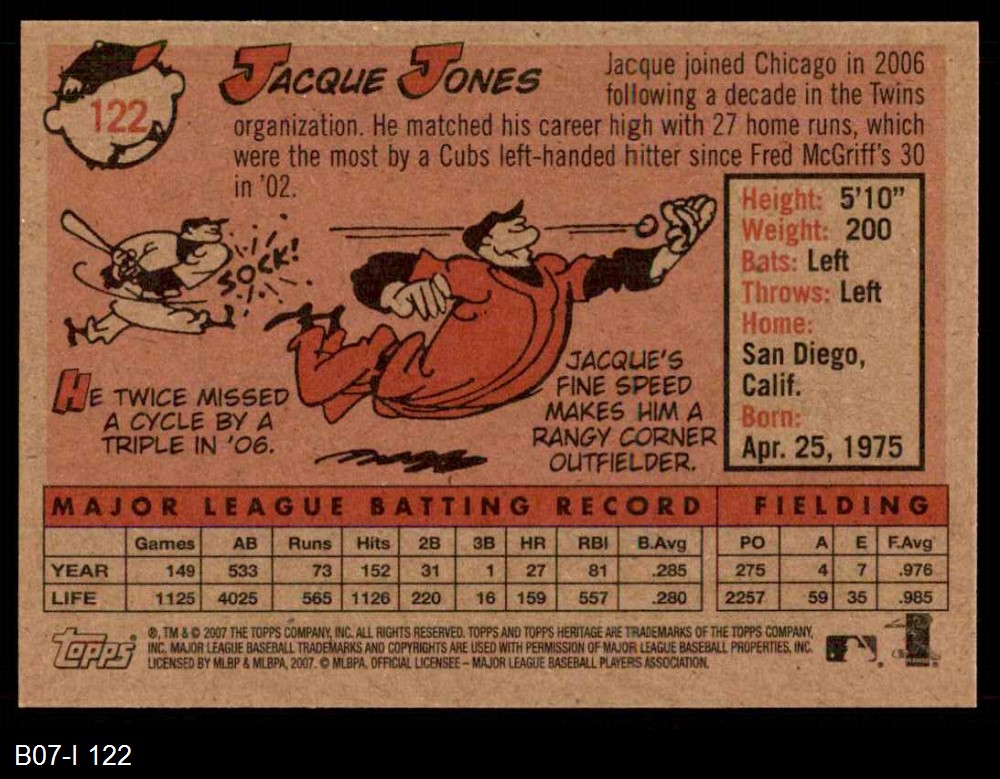 122
JACQUE JONES
Jacque joined Chicago in 2006
following a decade in the Twins
organization. He matched his career high with 27 home runs, which
were the most by a Cubs left-handed hitter since Fred McGriff's 30
in '02.
SOCK!
HE TWICE MISSED
A CYCLE BY A
TRIPLE IN '06.
JACQUE'S
FINE SPEED
MAKES HIM A
RANGY CORNER
OUTFIELDER.
Height: 5'10"
Weight: 200
Bats: Left
Throws: Left
Home:
San Diego,
Calif.
Born:
Apr. 25, 1975
MAJOR LEAGUE BATTING RECORD FIELDING
Games AB Runs Hits 2B 3B HR RBI B.Avg PO A E F.Avg
YEAR 149 533 73 152 31 1 27 81 .285 275 4 7 .976
LIFE 1125 4025 565 1126 220 16 159 557 .280 2257 59 35 .985
Topps
®, TM & © 2007 THE TOPPS COMPANY, INC. ALL RIGHTS RESERVED. TOPPS AND TOPPS HERITAGE ARE TRADEMARKS OF THE TOPPS COMPANY,
INC. MAJOR LEAGUE BASEBALL TRADEMARKS AND COPYRIGHTS ARE USED WITH PERMISSION OF MAJOR LEAGUE BASEBALL PROPERTIES, INC.
LICENSED BY MLBP & MLBPA, 2007. © MLBPA. OFFICIAL LICENSEE – MAJOR LEAGUE BASEBALL PLAYERS ASSOCIATION.
B07-I 122